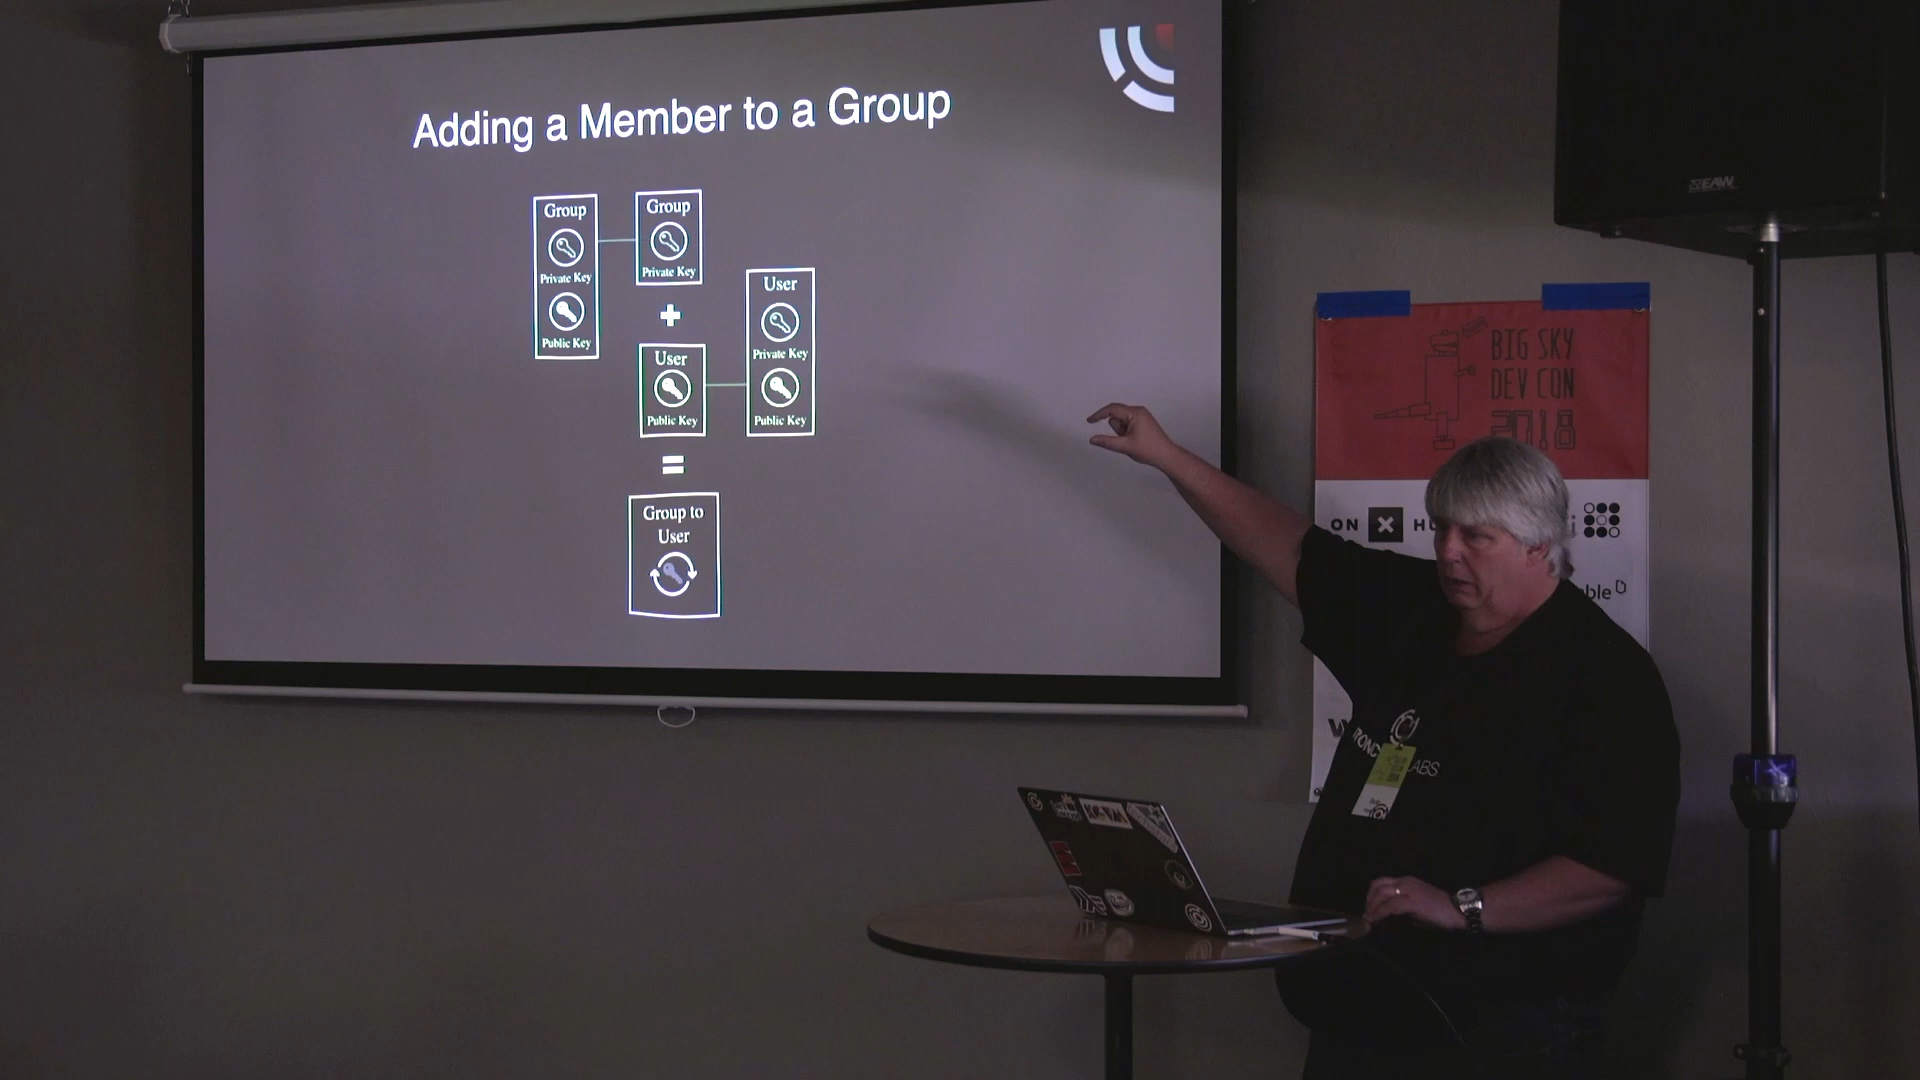 Adding a Member to a Group
Group
Private Key
Public Key
Group
Private Key
User
Public Key
User
Private Key
Public Key
Group to
User
EAW
BIG SKY
DEV CON
2018
ON X
ABS